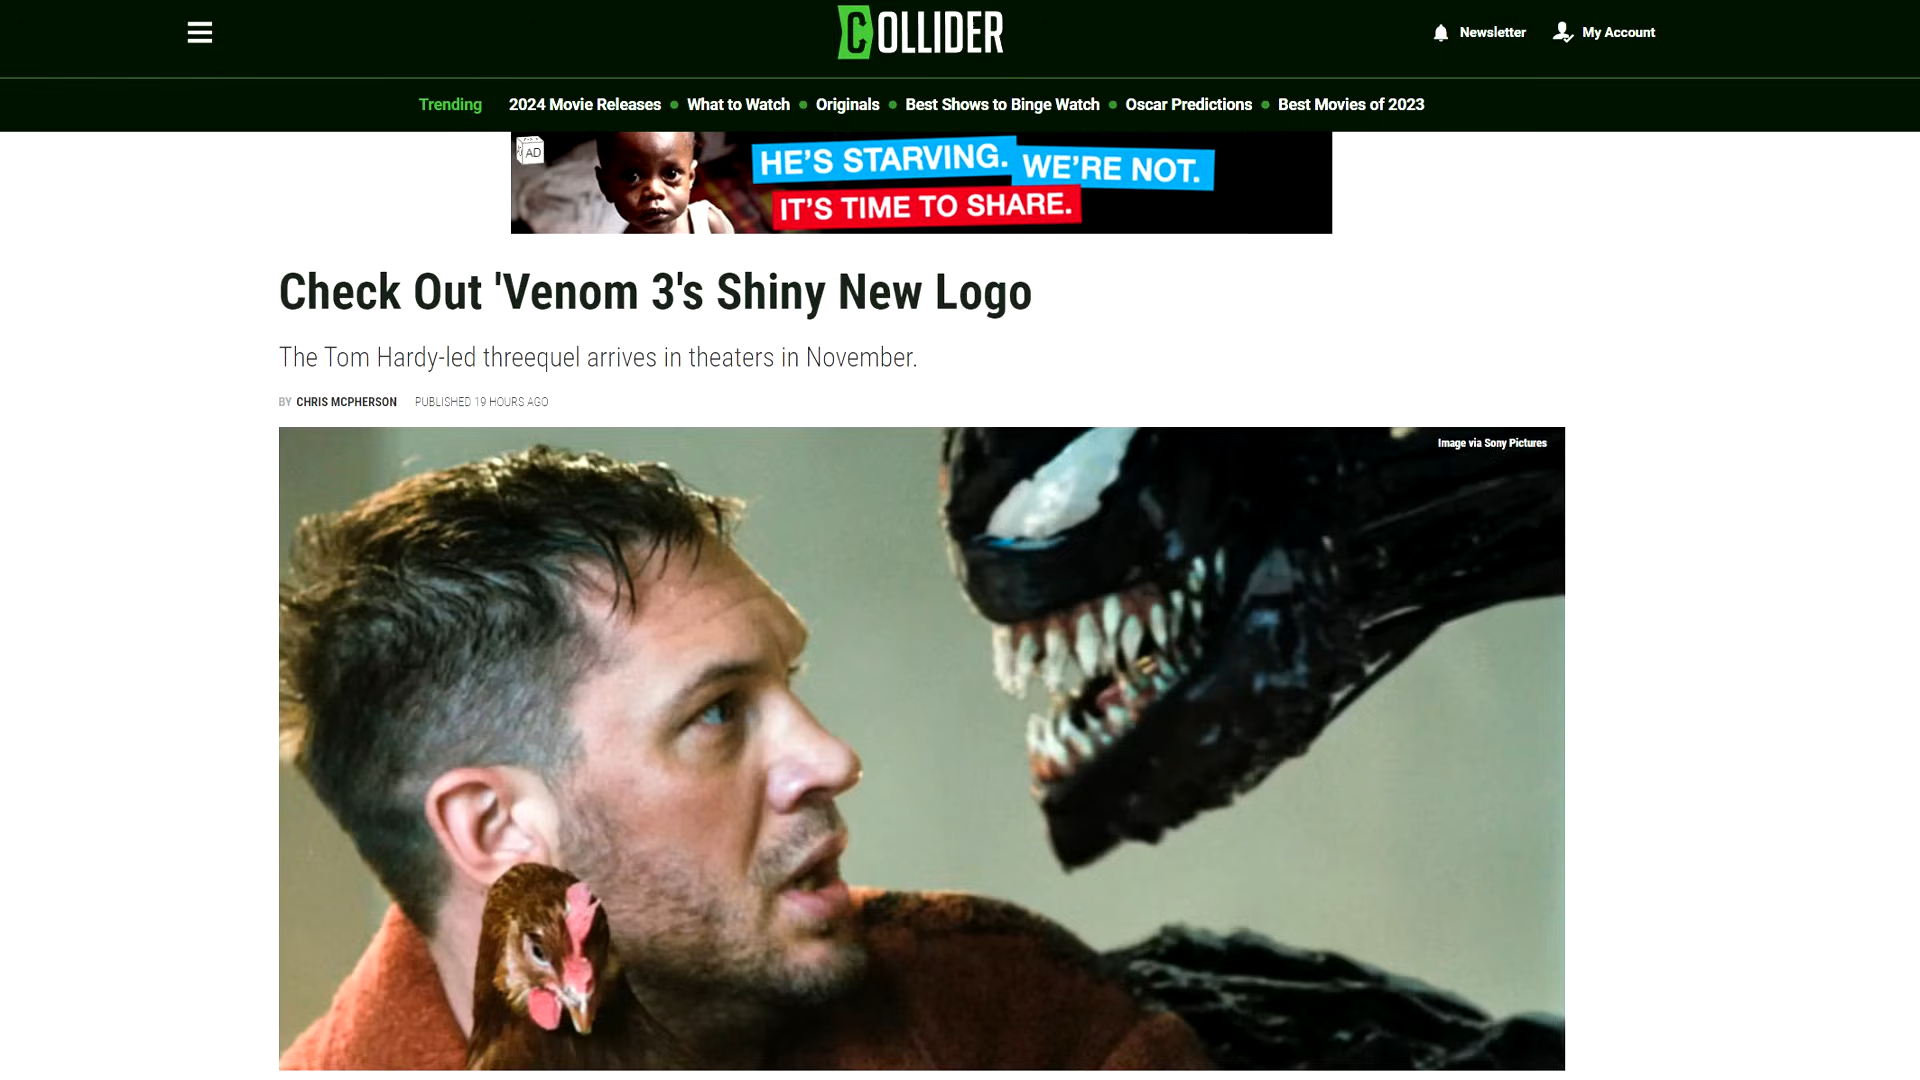 COLLIDER
Newsletter
My Account
Trending
2024 Movie Releases
What to Watch
Originals
Best Shows to Binge Watch
Oscar Predictions
Best Movies of 2023
AD
HE'S STARVING. WE'RE NOT.
IT'S TIME TO SHARE.
Check Out 'Venom 3's Shiny New Logo
The Tom Hardy-led threequel arrives in theaters in November.
BY CHRIS MCPHERSON PUBLISHED 19 HOURS AGO
Image via Sony Pictures